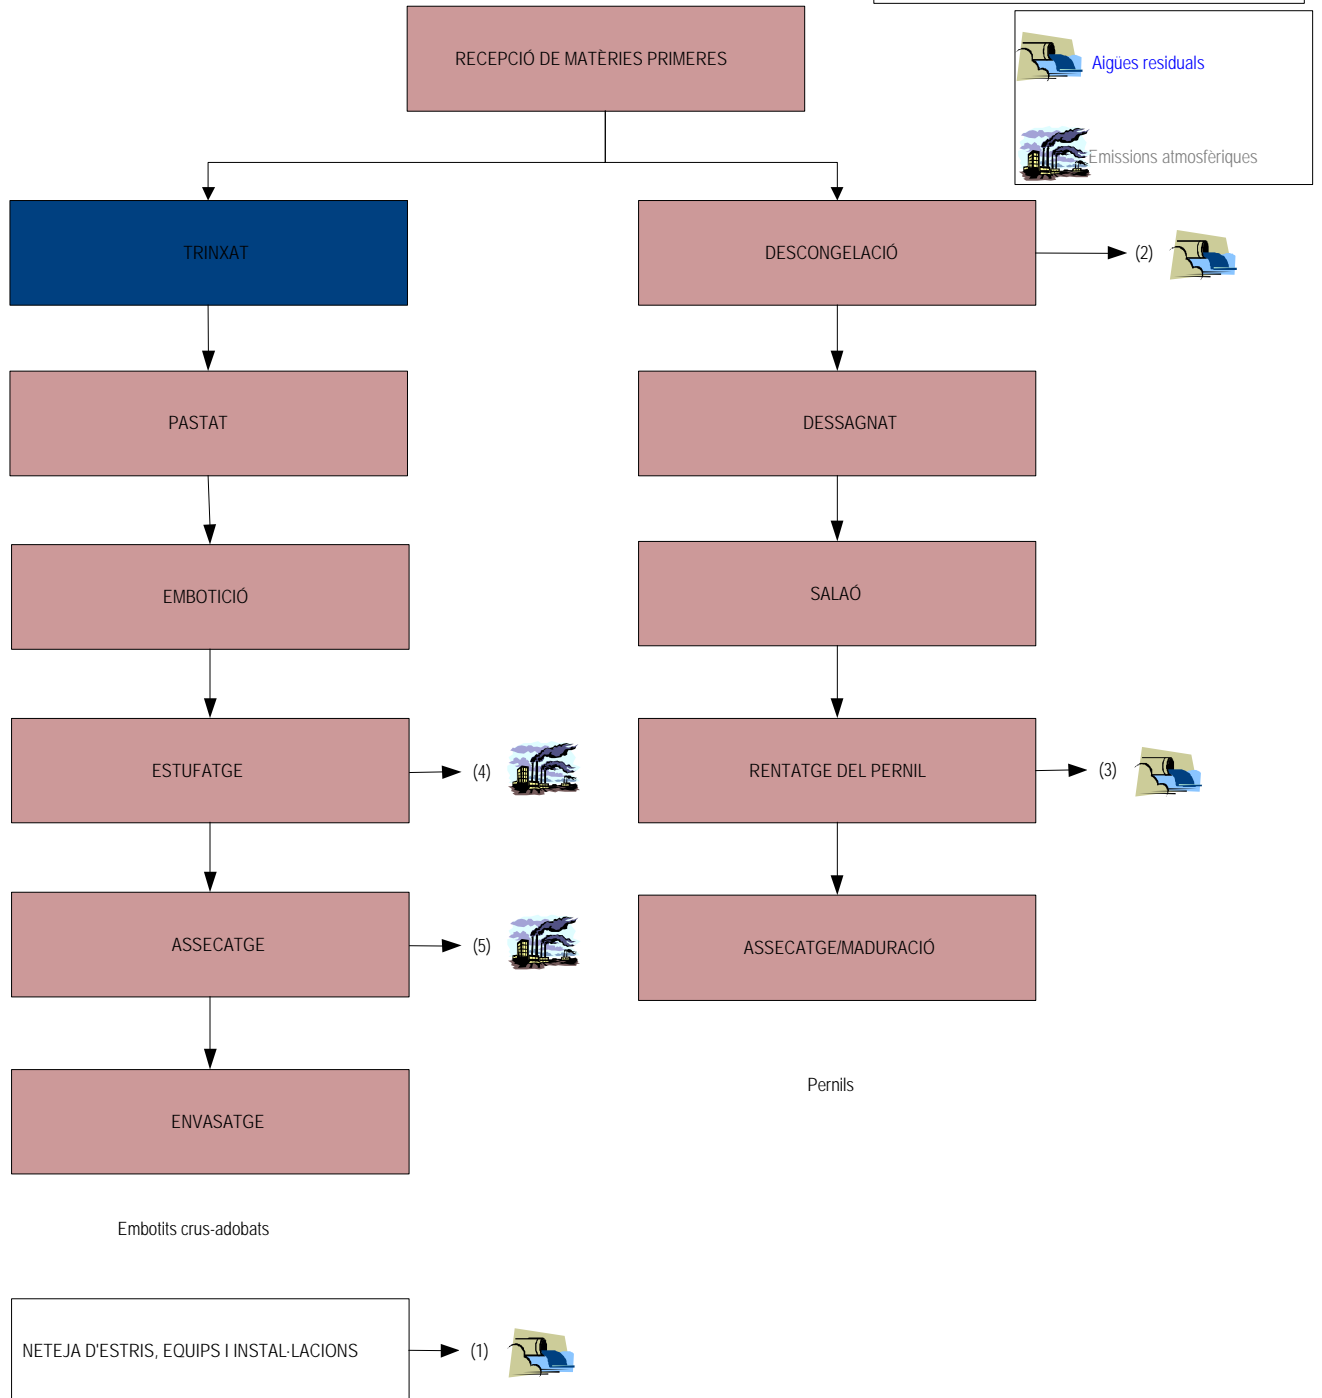 RECEPCIÓ DE MATÈRIES PRIMERES
Aigües residuals
Emissions atmosfèriques
TRINXAT
DESCONGELACIÓ
(2)
PASTAT
DESSAGNAT
EMBOTICIÓ
SALAÓ
ESTUFATGE
(4)
RENTATGE DEL PERNIL
(3)
ASSECATGE
(5)
ASSECATGE/MADURACIÓ
Pernils
ENVASATGE
Embotits crus-adobats
NETEJA D'ESTRIS, EQUIPS I INSTAL·LACIONS
(1)